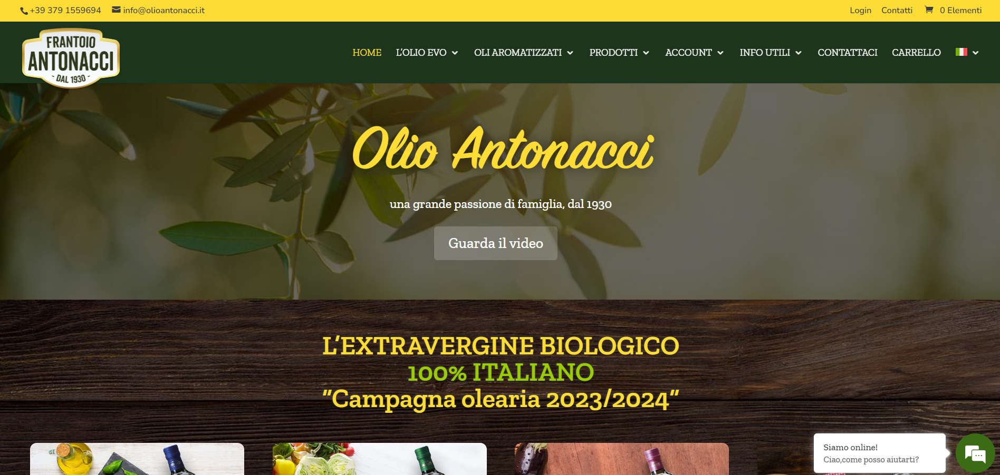 +39 379 1559694
info@olioantonacci.it
Login
Contatti
0 Elementi
FRANTOIO
ANTONACCI
- DAL 1930 -
HOME
L'OLIO EVO
OLI AROMATIZZATI
PRODOTTI
ACCOUNT
INFO UTILI
CONTATTACI
CARRELLO
Olio Antonacci
una grande passione di famiglia, dal 1930
Guarda il video
L'EXTRAVERGINE BIOLOGICO
100% ITALIANO
"Campagna olearia 2023/2024"
Siamo online!
Ciao,come posso aiutarti?